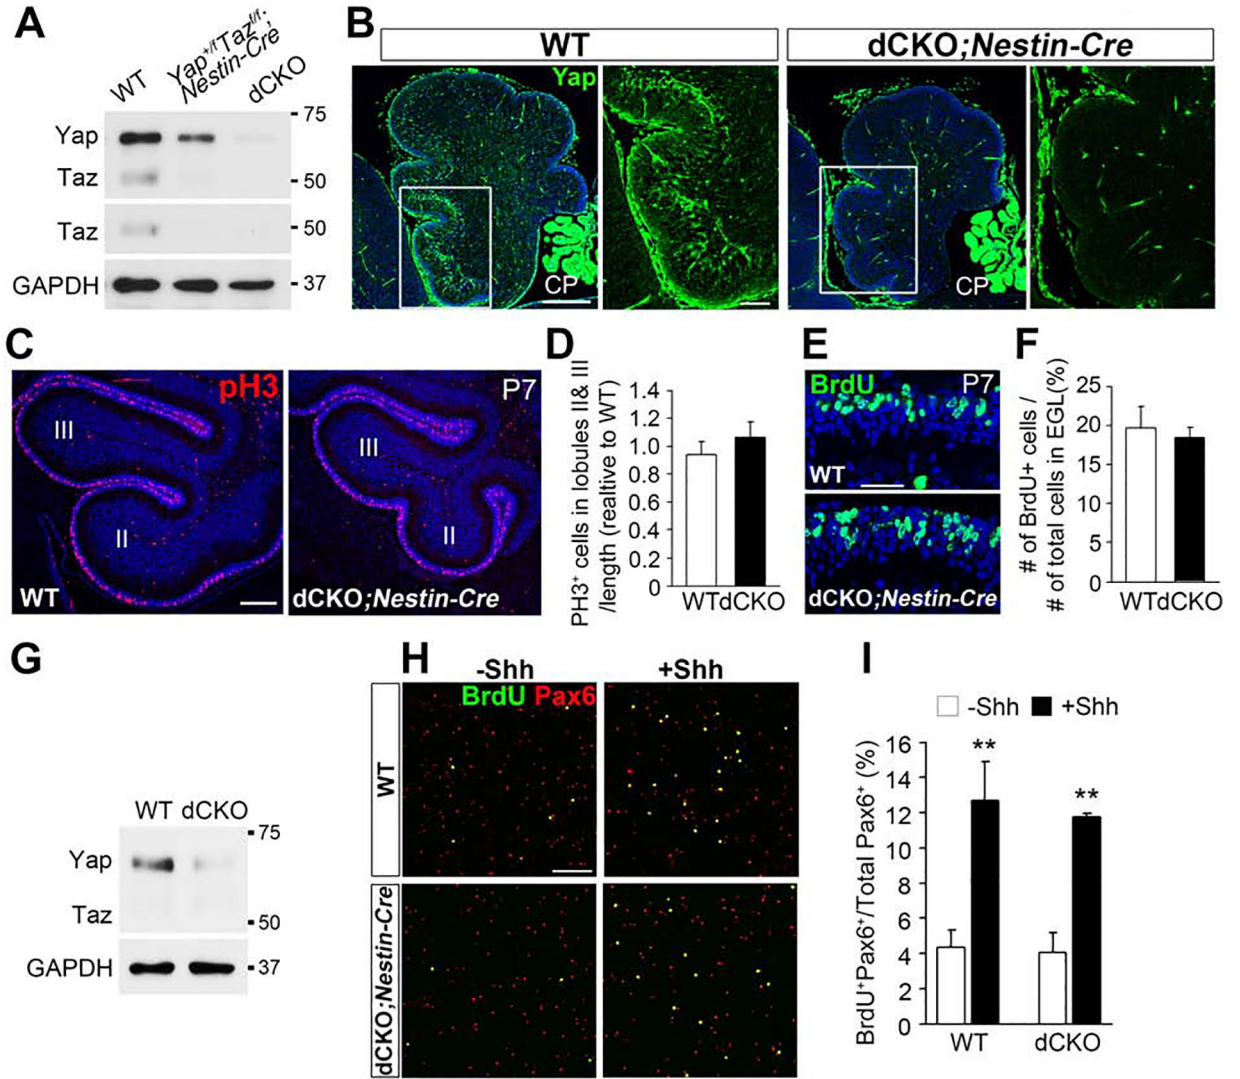 A
WT
Yap+/fTazf/f;
Nestin-Cre
dCKO
Yap
Taz
Taz
GAPDH
75
50
50
37
B
WT
dCKO;Nestin-Cre
Yap
CP
CP
C
pH3
III
II
WT
P7
III
II
dCKO;Nestin-Cre
D
PH3+ cells in lobules II& III
/length (realtive to WT)
1.4
1.2
1.0
0.8
0.6
0.4
0.2
0
WTdCKO
E
BrdU
P7
WT
dCKO;Nestin-Cre
F
# of BrdU+ cells /
# of total cells in EGL(%)
25
20
15
10
5
0
WTdCKO
G
WT dCKO
Yap
Taz
GAPDH
75
50
37
H
-Shh
+Shh
BrdU Pax6
WT
dCKO;Nestin-Cre
I
-Shh
+Shh
BrdU+Pax6+/Total Pax6+ (%)
16
14
12
10
8
6
4
2
0
**
**
WT
dCKO